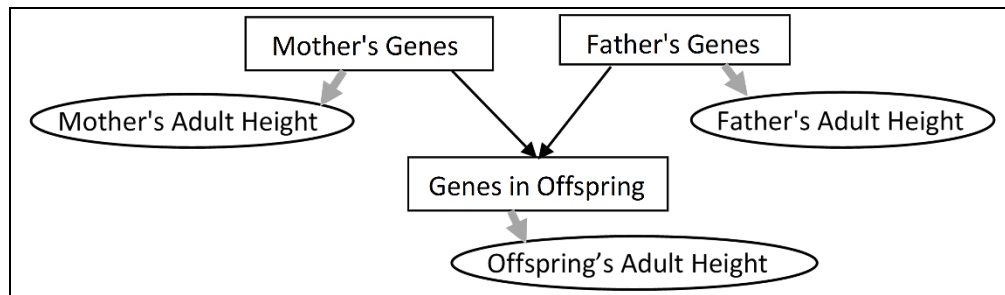 Mother's Genes
Father's Genes
Mother's Adult Height
Father's Adult Height
Genes in Offspring
Offspring’s Adult Height